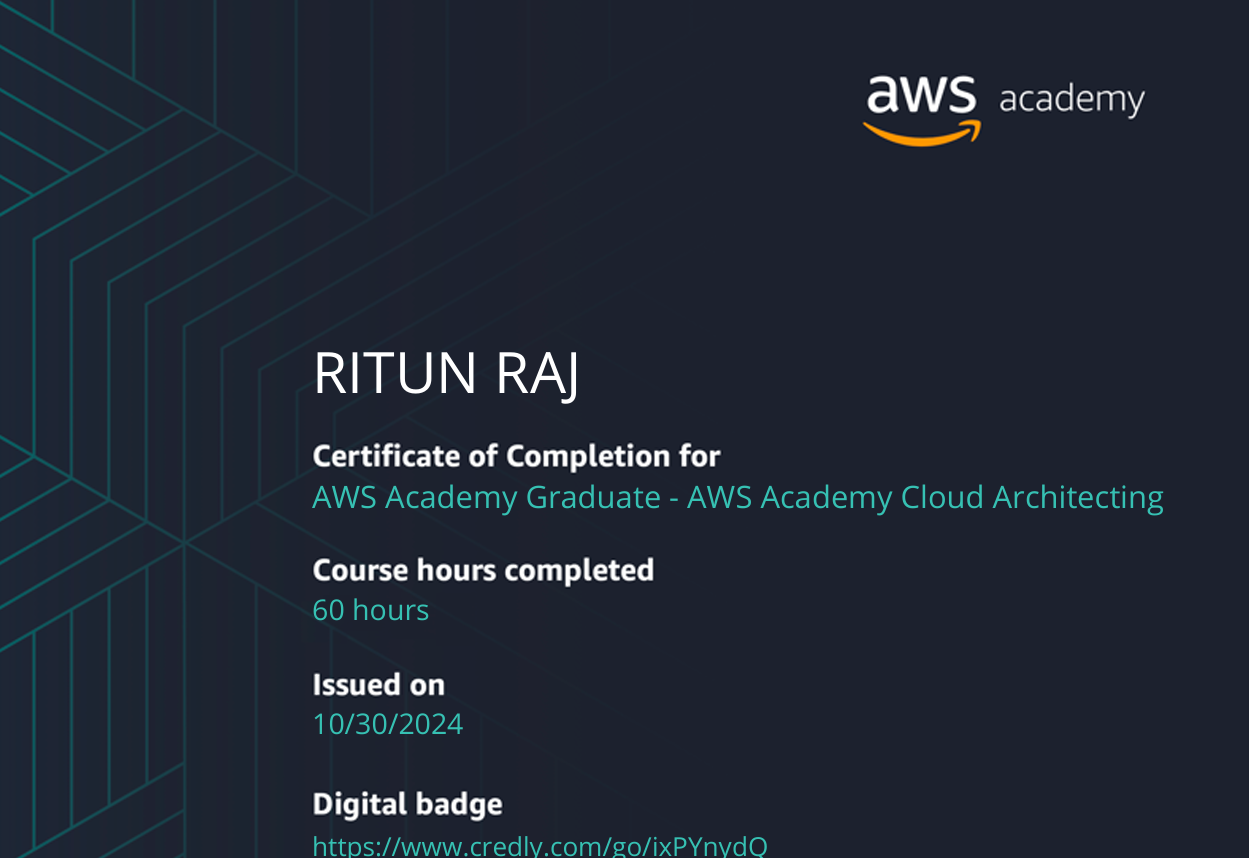 aws academy
RITUN RAJ
Certificate of Completion for
AWS Academy Graduate - AWS Academy Cloud Architecting
Course hours completed
60 hours
Issued on
10/30/2024
Digital badge
https://www.credly.com/go/ixPYnydQ